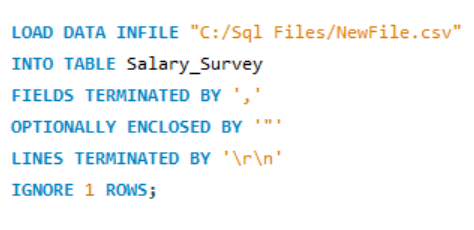 LOAD DATA INFILE "C:/Sql Files/NewFile.csv"
INTO TABLE Salary_Survey
FIELDS TERMINATED BY ','
OPTIONALLY ENCLOSED BY '"'
LINES TERMINATED BY '\r\n'
IGNORE 1 ROWS;